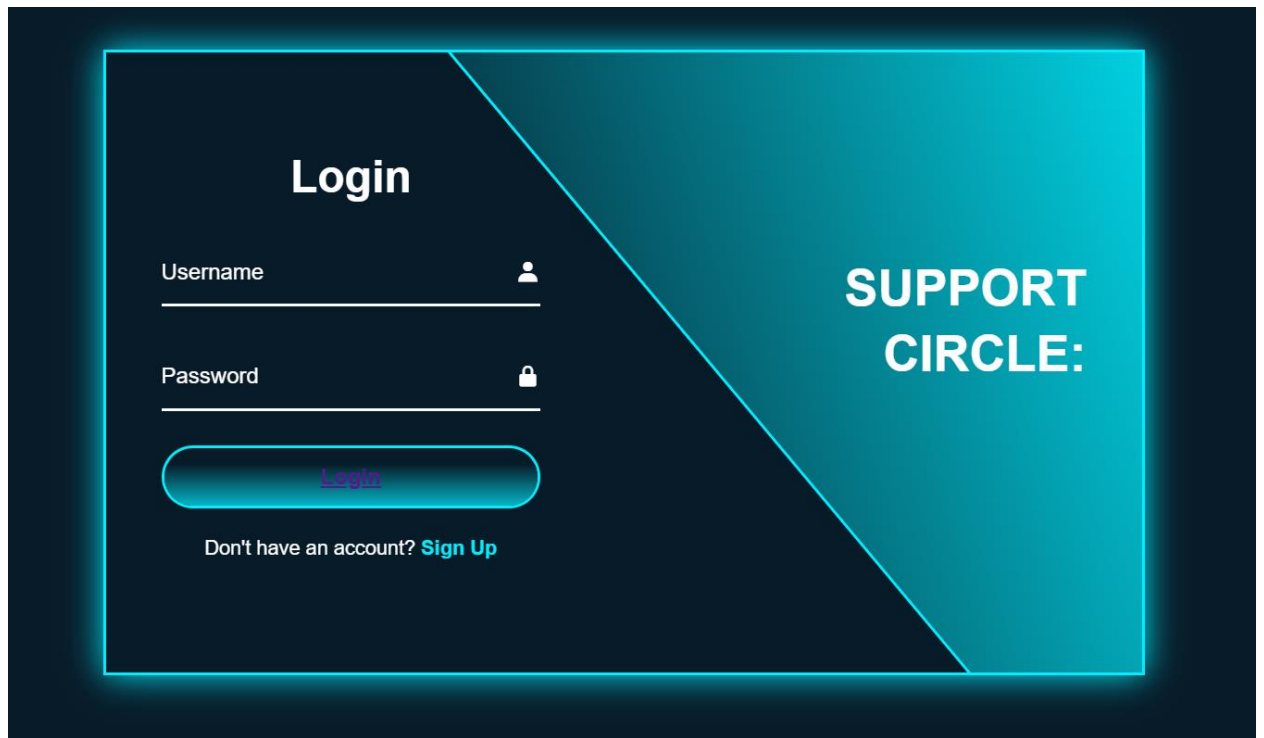 Login
Username
Password
Login
Don't have an account? Sign Up
SUPPORT
CIRCLE: